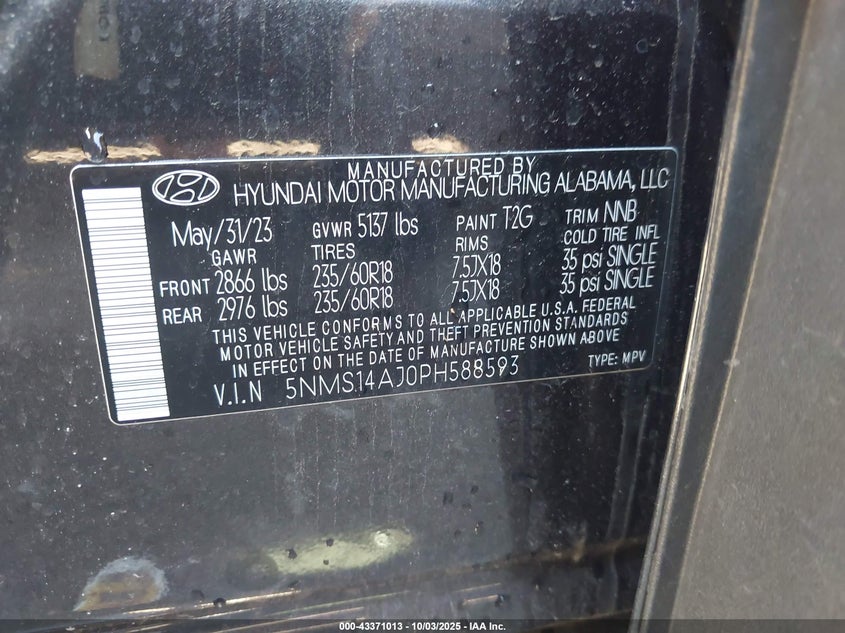 MANUFACTURED BY
HYUNDAI MOTOR MANUFACTURING ALABAMA, LLC
May/31/23 GVWR 5137 lbs PAINT T2G TRIM NNB
GAWR TIRES RIMS COLD TIRE INFL
FRONT 2866 lbs 235/60R18 7.5JX18 35 psi SINGLE
REAR 2976 lbs 235/60R18 7.5JX18 35 psi SINGLE
THIS VEHICLE CONFORMS TO ALL APPLICABLE U.S.A. FEDERAL
MOTOR VEHICLE SAFETY AND THEFT PREVENTION STANDARDS
IN EFFECT ON THE DATE OF MANUFACTURE SHOWN ABOVE
V.I.N 5NMS14AJ0PH588593 TYPE: MPV
000-43371013 - 10/03/2025 - IAA Inc.